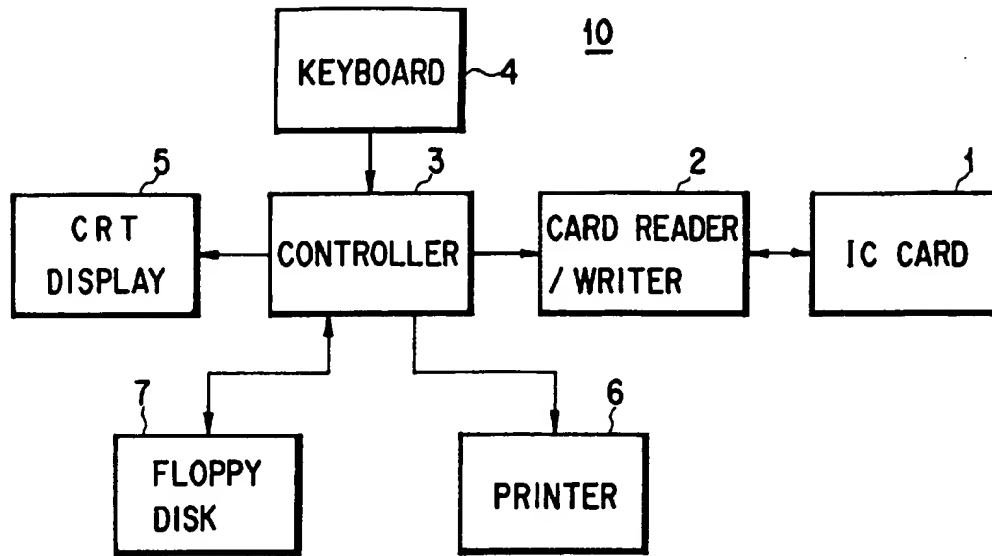 10
KEYBOARD
4
5
3
2
1
CRT
DISPLAY
CONTROLLER
CARD READER
/ WRITER
IC CARD
7
6
FLOPPY
DISK
PRINTER